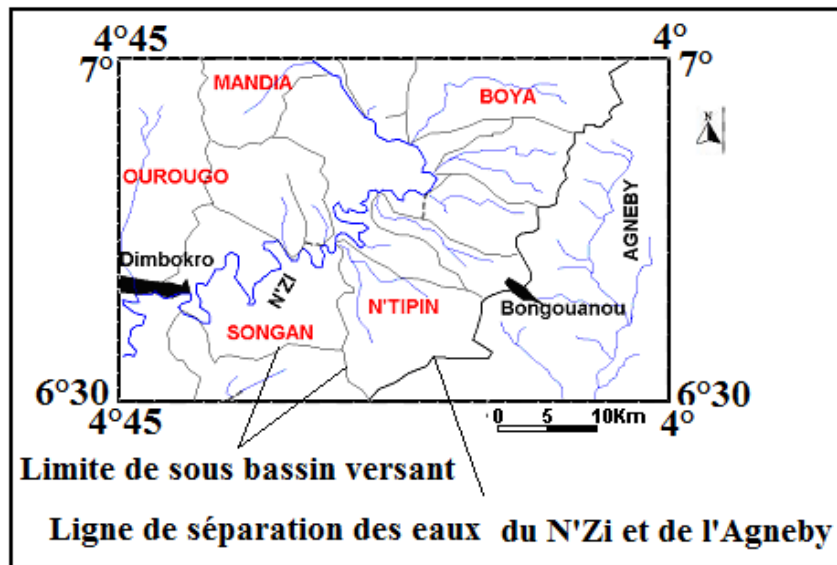 4°45
4°
7°
7°
MANDIA
BOYA
N
OUROUGO
AGNEBY
Dimbokro
N'ZI
Bongouanou
SONGAN
N'TIPIN
6°30
6°30
4°45
4°
0 5 10Km
Limite de sous bassin versant
Ligne de séparation des eaux du N'Zi et de l'Agneby